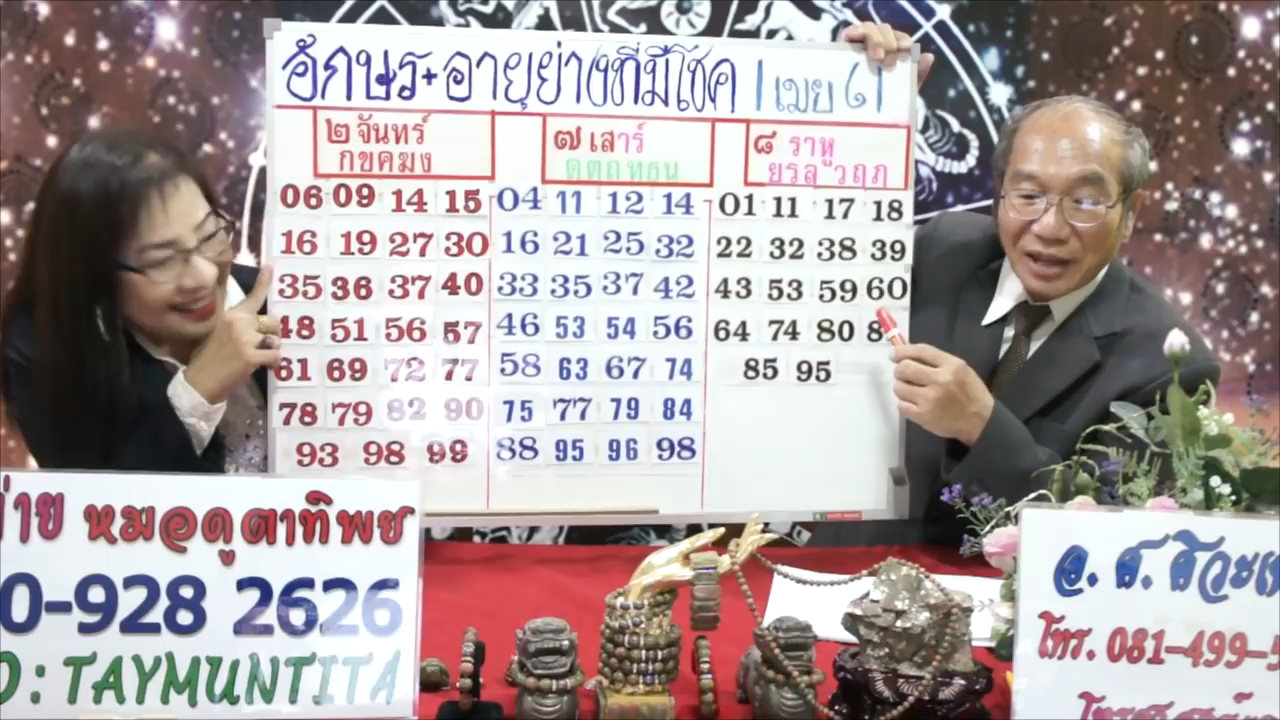 อักษร+อายุย่างที่มีโชค 1 เมย 61
๒ จันทร์
กขคฆง
๗ เสาร์
ดตถทธน
๘ ราหู
ยรลวฤภ
06 09 14 15
16 19 27 30
35 36 37 40
48 51 56 57
61 69 72 77
78 79 82 90
93 98 99
04 11 12 14
16 21 25 32
33 35 37 42
46 53 54 56
58 63 67 74
75 77 79 84
88 95 96 98
01 11 17 18
22 32 38 39
43 53 59 60
64 74 80
85 95
หมอดูตาทิพย์
0-928 2626
: TAYMUNTITA
อ. ส.
โทร. 081-499-